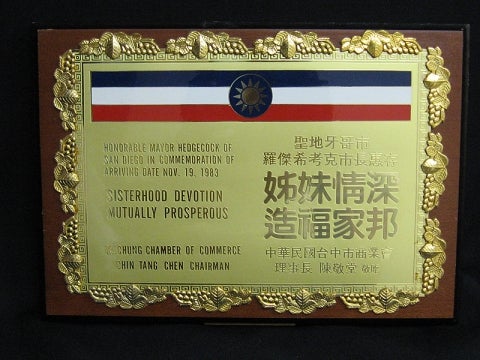 HONORABLE MAYOR HEDGECOCK OF
SAN DIEGO IN COMMEMORATION OF
ARRIVING DATE NOV. 19, 1983
SISTERHOOD DEVOTION
MUTUALLY PROSPEROUS
TAICHUNG CHAMBER OF COMMERCE
CHIN TANG CHEN CHAIRMAN
聖地牙哥市
羅傑希考克市長惠存
姊妹情深
造福家邦
中華民國台中市商業會
理事長 陳敬堂 敬贈